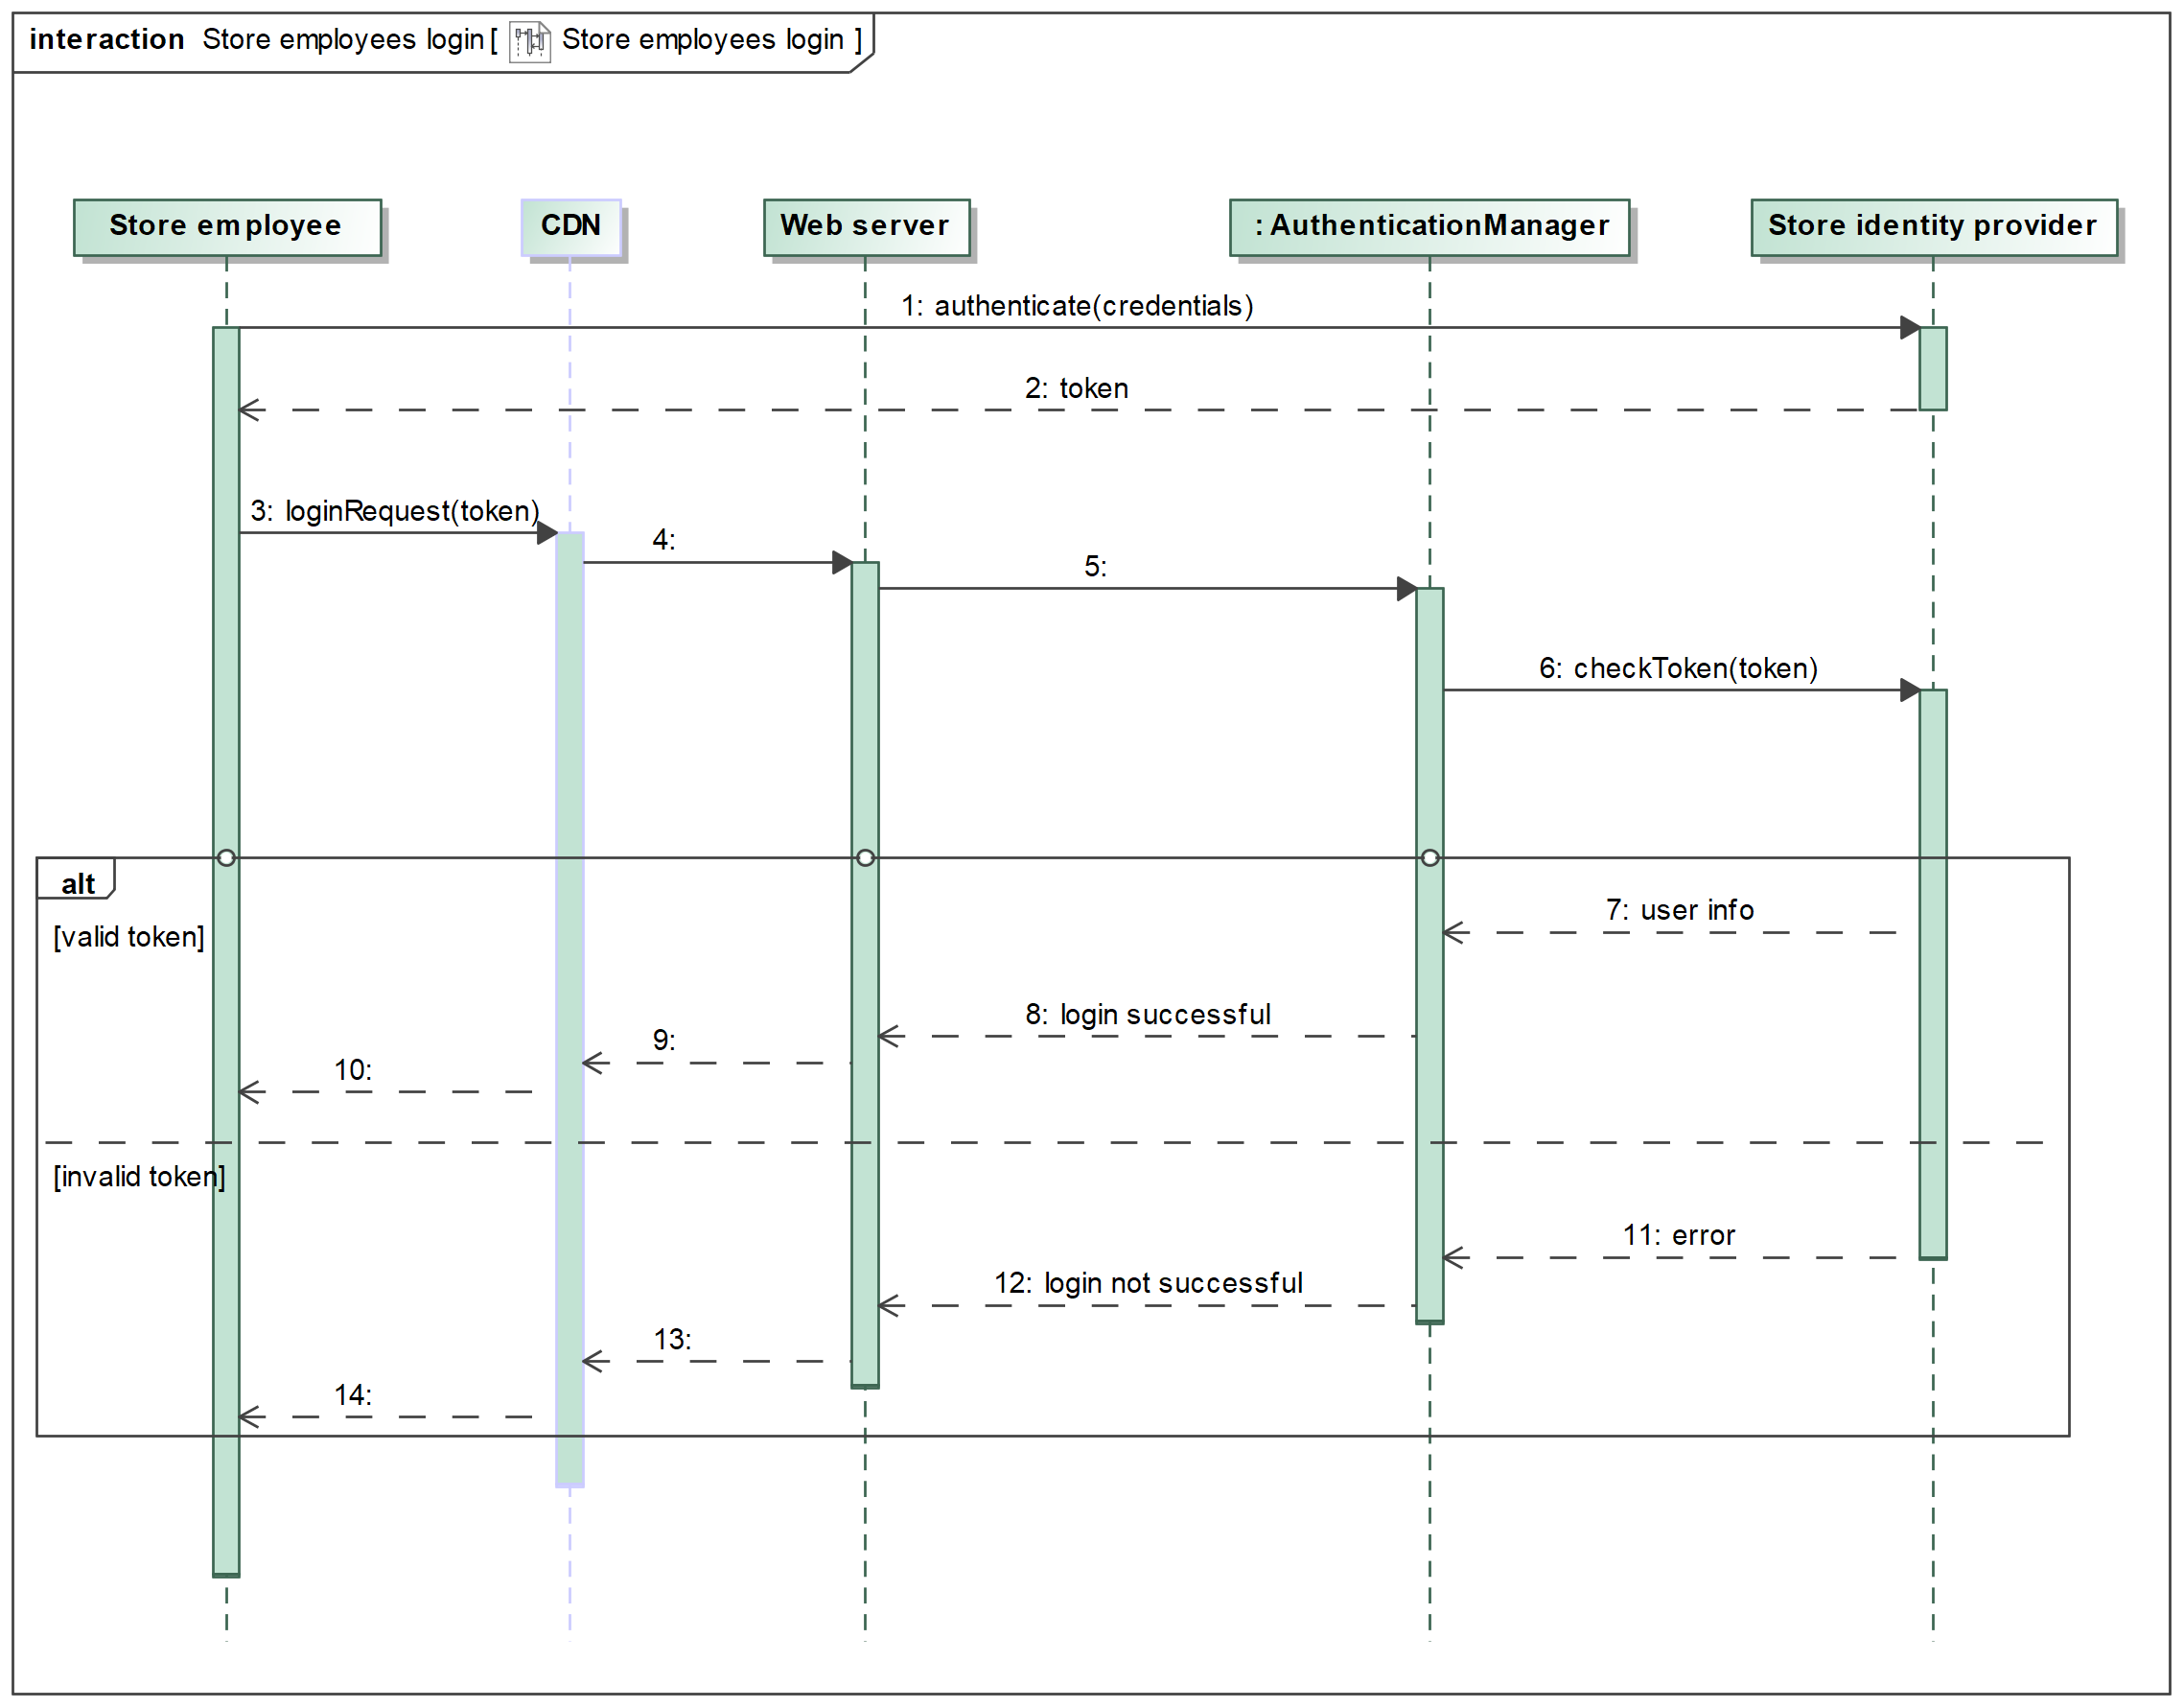 interaction Store employees login [ Store employees login ]
Store employee
CDN
Web server
: AuthenticationManager
Store identity provider
1: authenticate(credentials)
2: token
3: loginRequest(token)
4:
5:
6: checkToken(token)
alt
[valid token]
7: user info
8: login successful
9:
10:
[invalid token]
11: error
12: login not successful
13:
14: